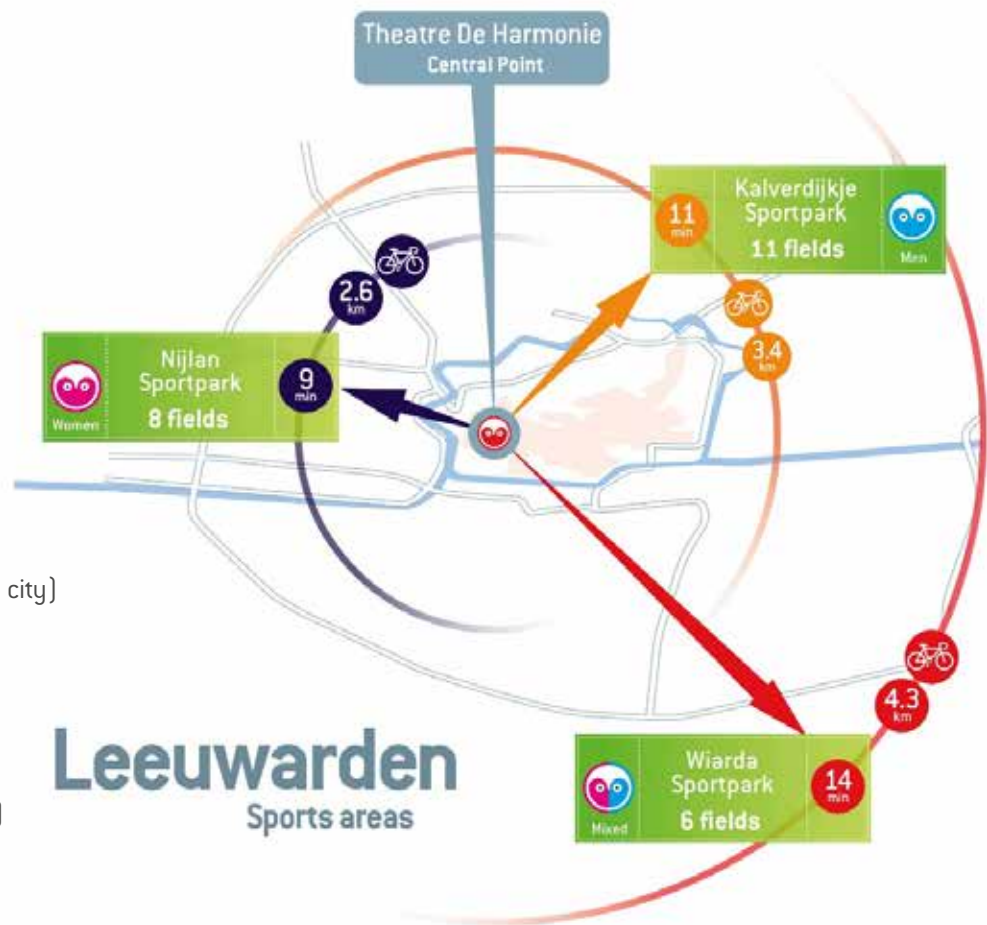 Theatre De Harmonie
Central Point
11
min
Kalverdijkje
Sportpark
11 fields
Men
2.6
km
3.4
km
Women
Nijlan
Sportpark
8 fields
9
min
city)
4.3
km
Leeuwarden
Sports areas
)
Mixed
Wiarda
Sportpark
6 fields
14
min